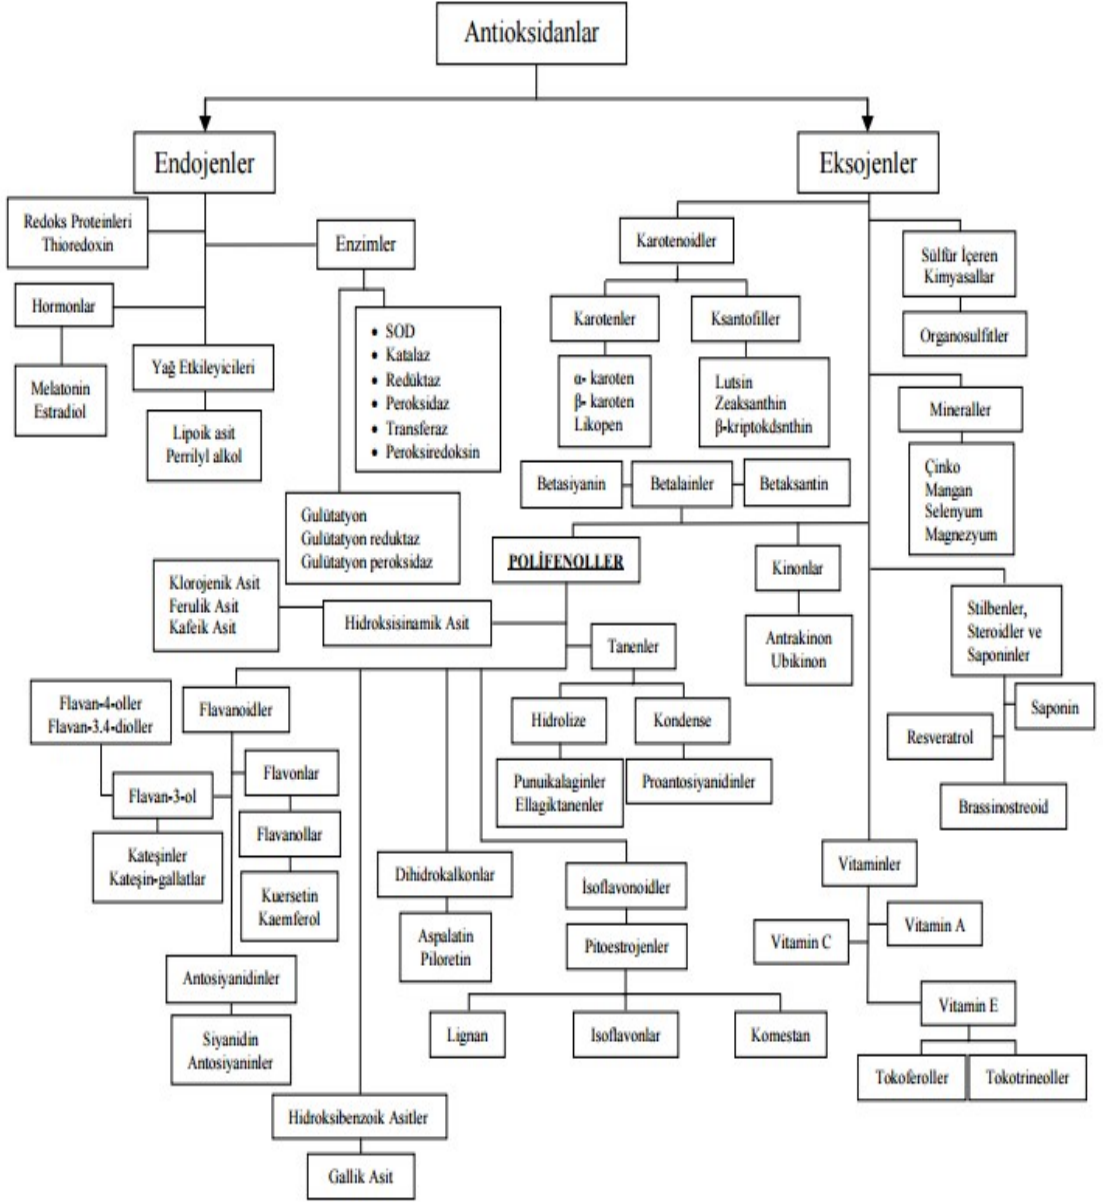 Antioksidanlar
Endojenler
Eksojenler
Redoks Proteinleri
Thioredoxin
Enzimler
Hormonlar
Melatonin
Estradiol
Yağ Etkileyicileri
Lipoik asit
Perrilyl alkol
• SOD
• Katalaz
• Redüktaz
• Peroksidaz
• Transferaz
• Peroksiredoksin
Gulütatyon
Gulütatyon reduktaz
Gulütatyon peroksidaz
Karotenoidler
Karotenler
Ksantofiller
α- karoten
β- karoten
Likopen
Lutsin
Zeaksanthin
β-kriptokdsnthin
Sülfür İçeren
Kimyasallar
Organosulfitler
Mineraller
Çinko
Mangan
Selenyum
Magnezyum
Betasiyanin
Betalainler
Betaksantin
POLİFENOLLER
Kinonlar
Antrakinon
Ubikinon
Stilbenler,
Steroidler ve
Saponinler
Saponin
Resveratrol
Brassinostreoid
Klorojenik Asit
Ferulik Asit
Kafeik Asit
Hidroksisinamik Asit
Tanenler
Hidrolize
Kondense
Punuikalaginler
Ellagiktanenler
Proantosiyanidinler
Flavan-4-oller
Flavan-3.4-dioller
Flavanoidler
Flavan-3-ol
Flavonlar
Kateşinler
Kateşin-gallatlar
Flavanollar
Kuersetin
Kaemferol
Antosiyanidinler
Siyanidin
Antosiyaninler
Dihidrokalkonlar
Aspalatin
Piloretin
İsoflavonoidler
Pitoestrojenler
Lignan
Isoflavonlar
Komestan
Hidroksibenzoik Asitler
Gallik Asit
Vitaminler
Vitamin C
Vitamin A
Vitamin E
Tokoferoller
Tokotrineoller